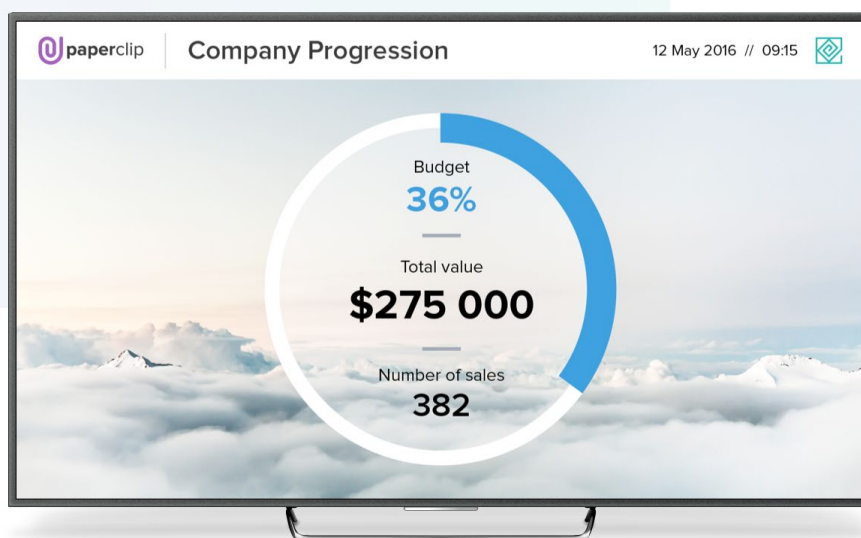 paperclip
Company Progression
12 May 2016 // 09:15
Budget
36%
Total value
$275 000
Number of sales
382